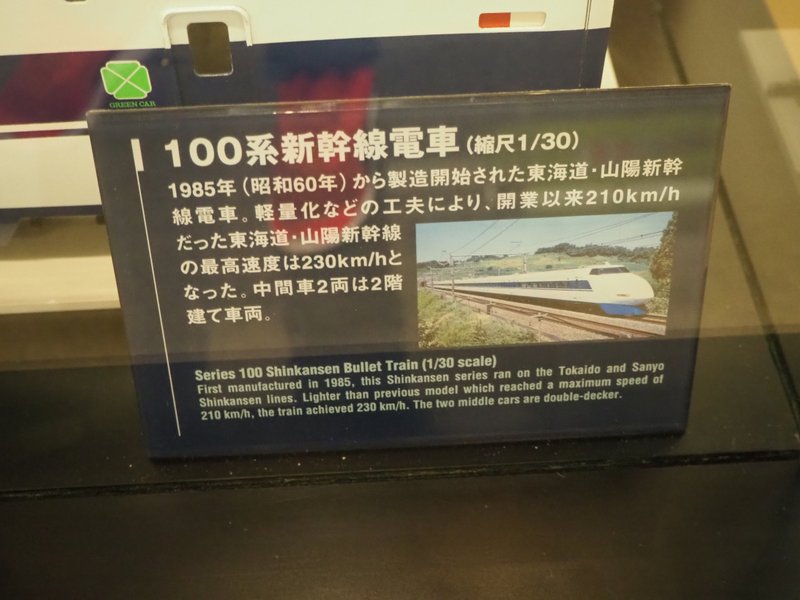 GREEN CAR
100系新幹線電車(縮尺1/30)
1985年(昭和60年)から製造開始された東海道・山陽新幹
線電車。軽量化などの工夫により、開業以来210km/h
だった東海道・山陽新幹線
の最高速度は230km/hと
なった。中間車2両は2階
建て車両。
Series 100 Shinkansen Bullet Train (1/30 scale)
First manufactured in 1985, this Shinkansen series ran on the Tokaido and Sanyo
Shinkansen lines. Lighter than previous model which reached a maximum speed of
210 km/h, the train achieved 230 km/h. The two middle cars are double-decker.